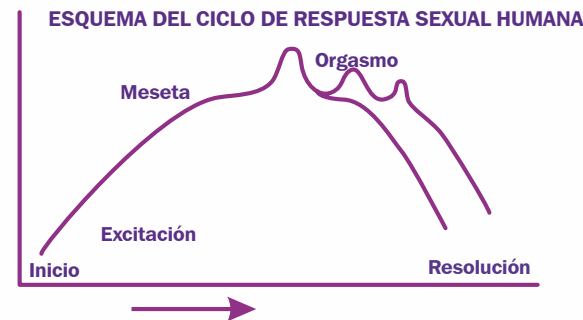 ESQUEMA DEL CICLO DE RESPUESTA SEXUAL HUMANA
Orgasmo
Meseta
Excitación
Inicio
Resolución